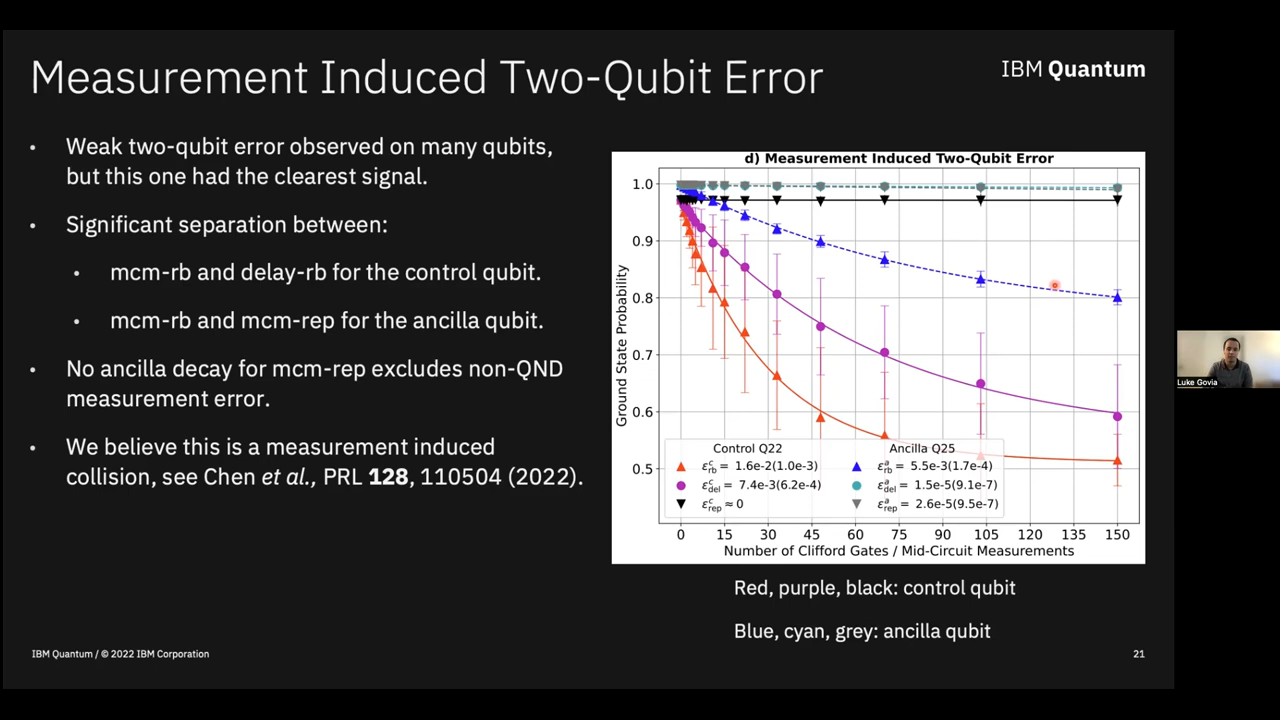 Measurement Induced Two-Qubit Error
IBM Quantum
• Weak two-qubit error observed on many qubits,
but this one had the clearest signal.
• Significant separation between:
• mcm-rb and delay-rb for the control qubit.
• mcm-rb and mcm-rep for the ancilla qubit.
• No ancilla decay for mcm-rep excludes non-QND
measurement error.
• We believe this is a measurement induced
collision, see Chen et al., PRL 128, 110504 (2022).
d) Measurement Induced Two-Qubit Error
Ground State Probability
1.0
0.9
0.8
0.7
0.6
0.5
Control Q22
ε^c_rb = 1.6e-2(1.0e-3)
ε^c_del = 7.4e-3(6.2e-4)
ε^c_rep ≈ 0
Ancilla Q25
ε^a_rb = 5.5e-3(1.7e-4)
ε^a_del = 1.5e-5(9.1e-7)
ε^a_rep = 2.6e-5(9.5e-7)
0 15 30 45 60 75 90 105 120 135 150
Number of Clifford Gates / Mid-Circuit Measurements
Red, purple, black: control qubit
Blue, cyan, grey: ancilla qubit
IBM Quantum / © 2022 IBM Corporation
21
Luke Govia